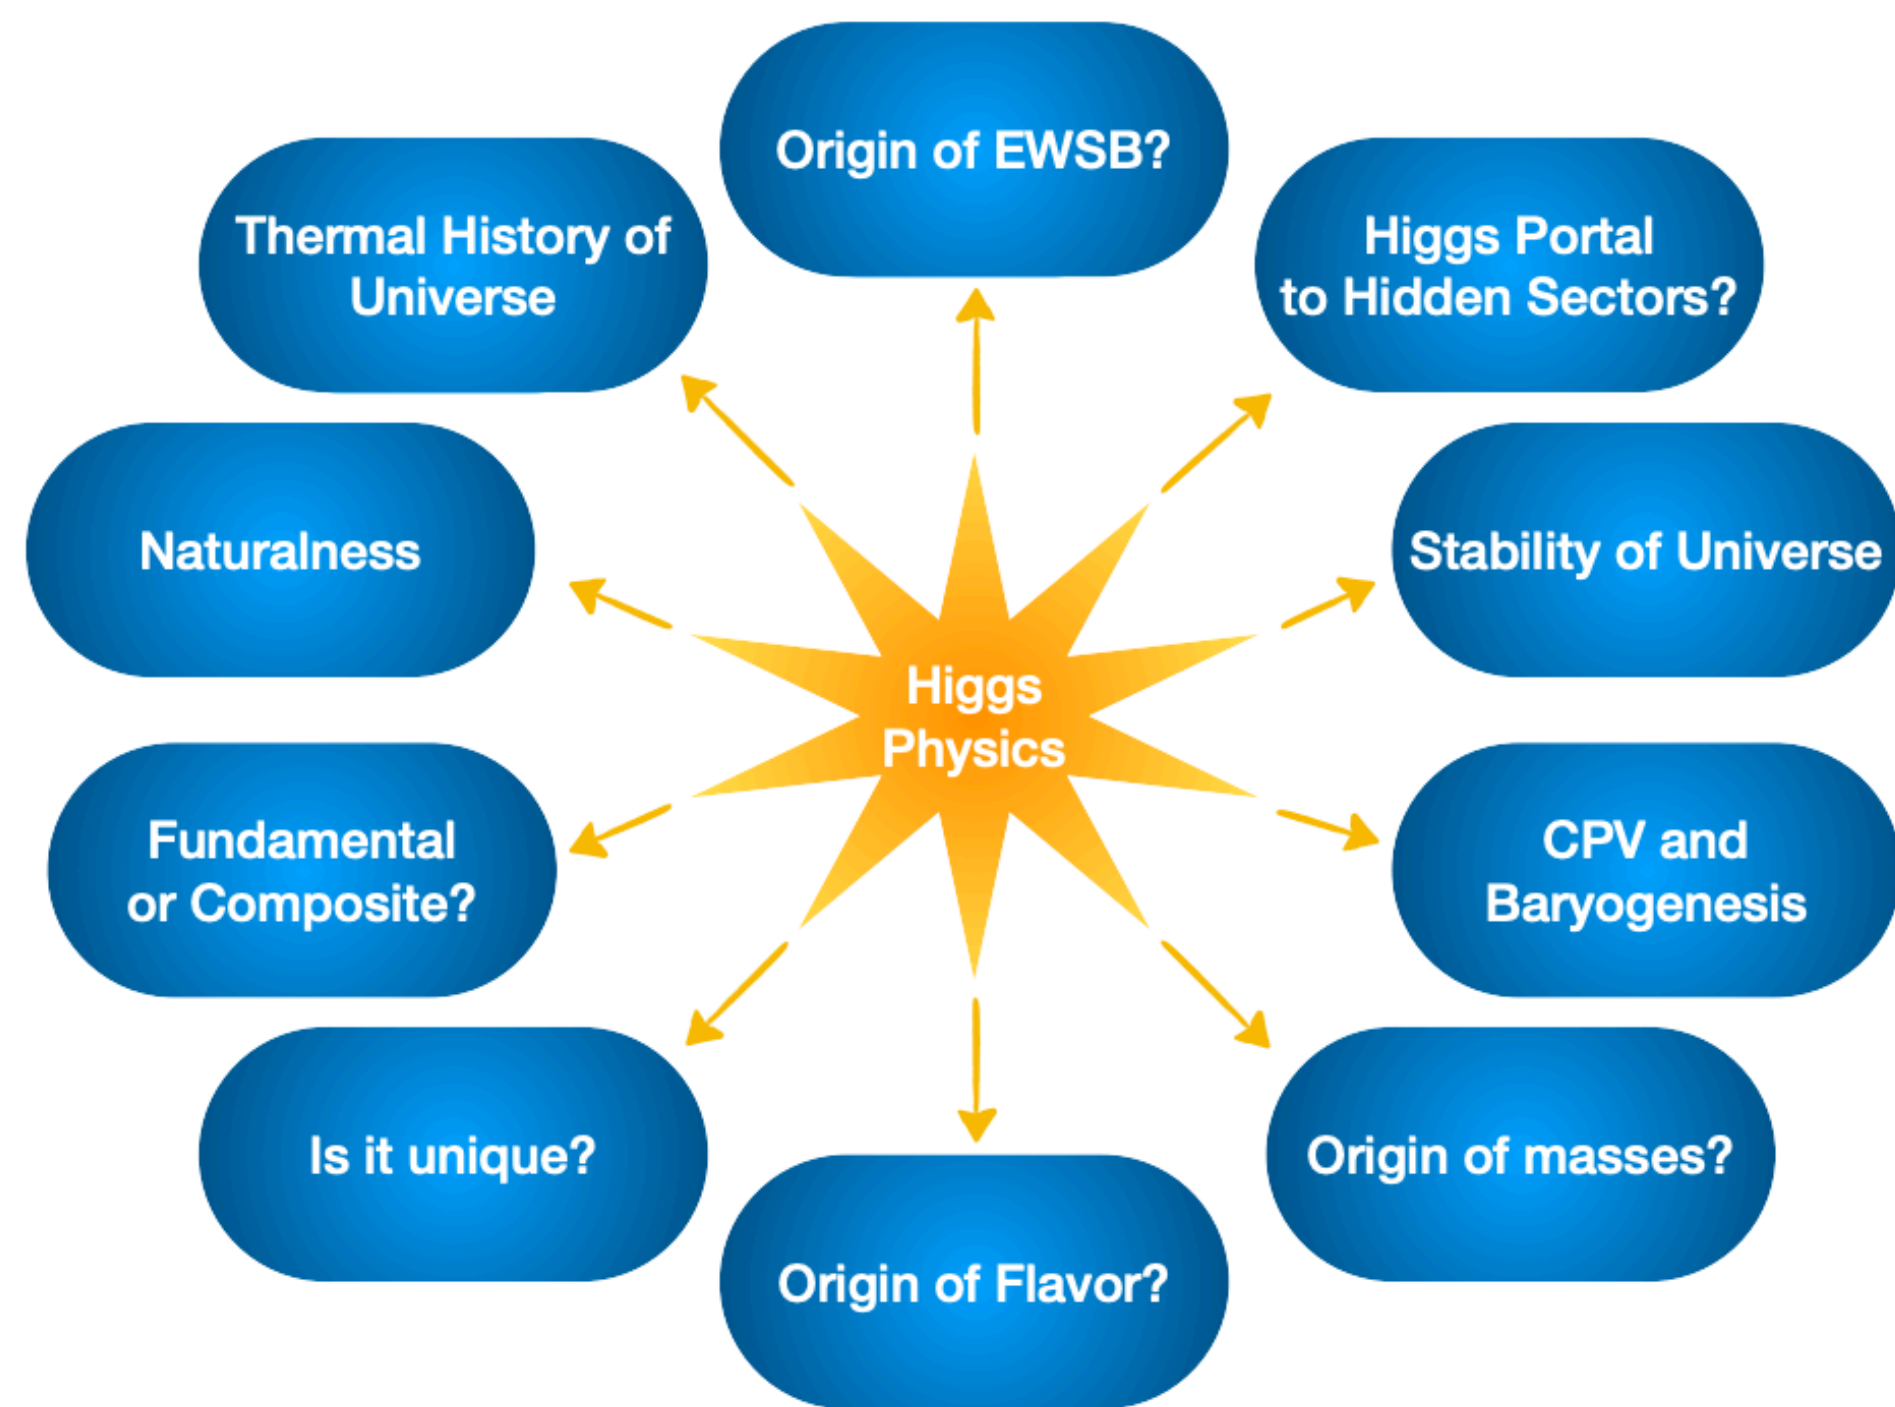 Origin of EWSB?
Thermal History of
Universe
Higgs Portal
to Hidden Sectors?
Naturalness
Stability of Universe
Higgs
Physics
Fundamental
or Composite?
CPV and
Baryogenesis
Is it unique?
Origin of masses?
Origin of Flavor?